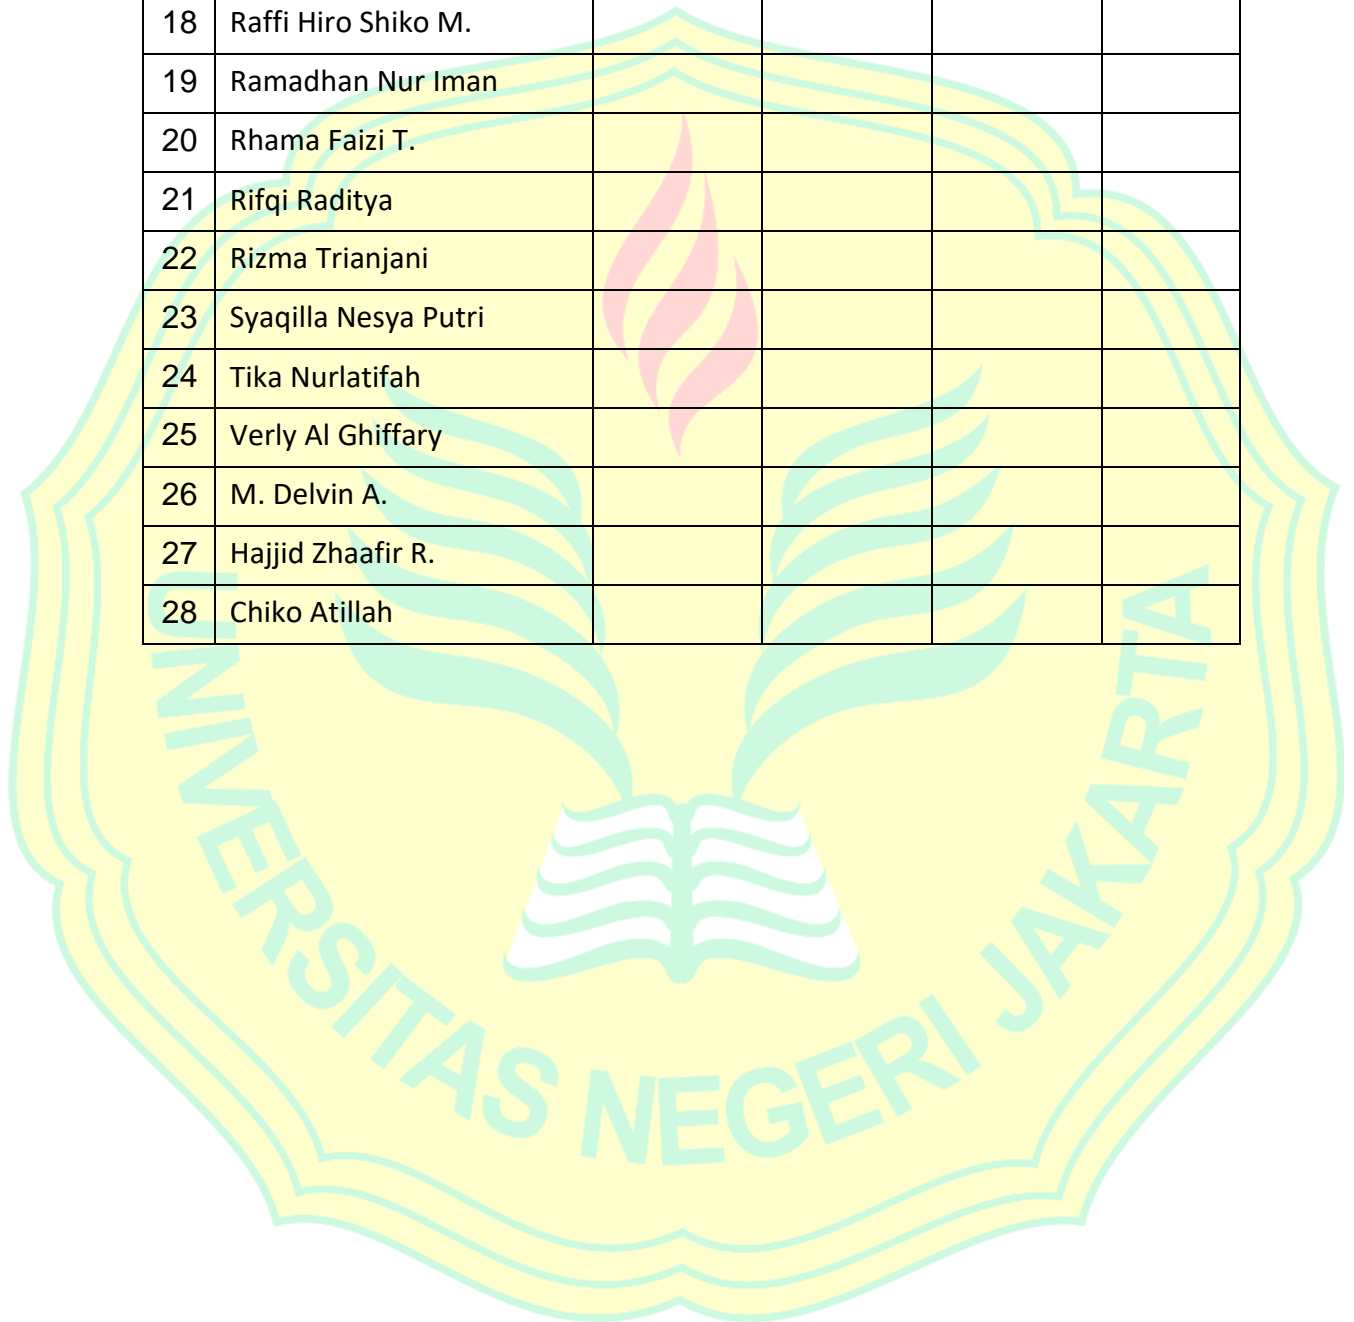 18 Raffi Hiro Shiko M.
19 Ramadhan Nur Iman
20 Rhama Faizi T.
21 Rifqi Raditya
22 Rizma Trianjani
23 Syaqilla Nesya Putri
24 Tika Nurlatifah
25 Verly Al Ghiffary
26 M. Delvin A.
27 Hajjid Zhaafir R.
28 Chiko Atillah
UNIVERSITAS NEGERI JAKARTA